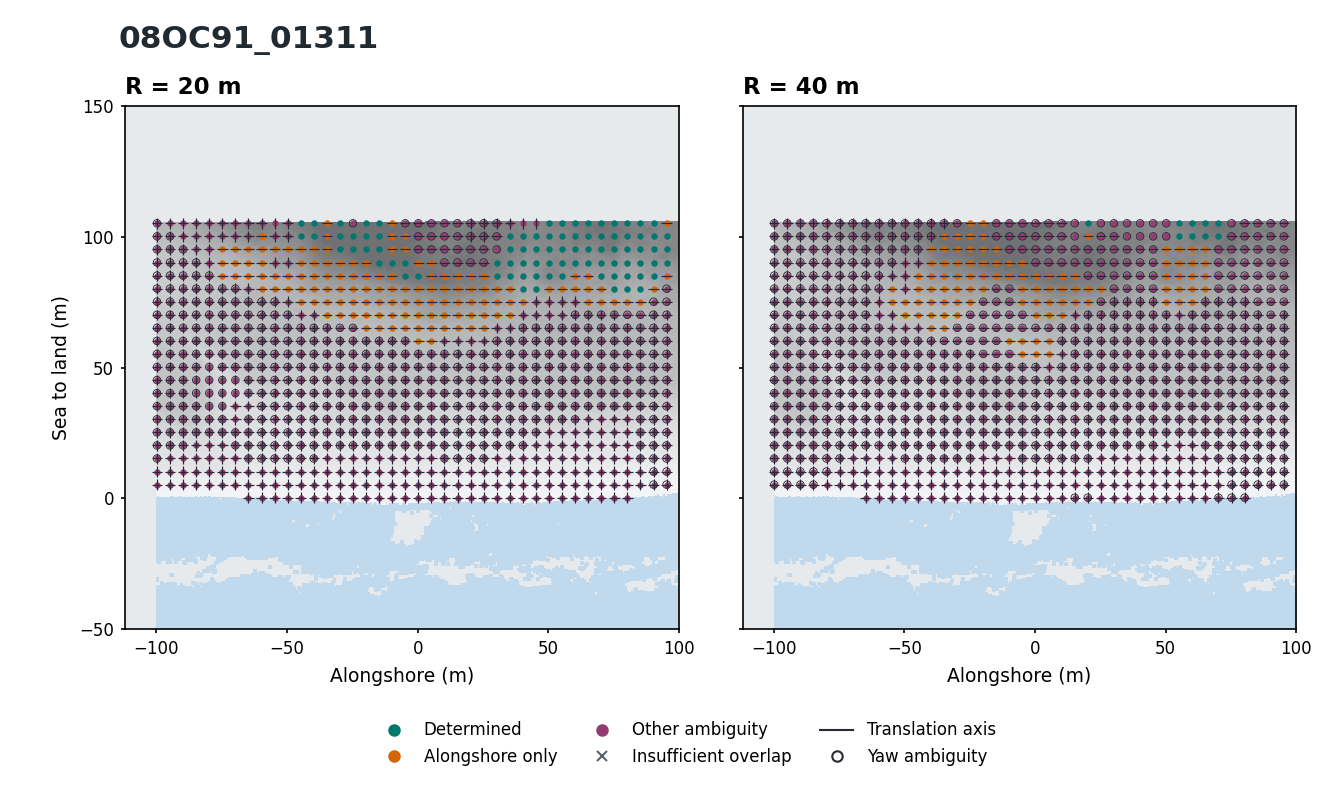 08OC91_01311
R = 20 m
R = 40 m
150
100
50
0
−50
Sea to land (m)
−100
−50
0
50
100
−100
−50
0
50
100
Alongshore (m)
Alongshore (m)
Determined
Other ambiguity
Translation axis
Alongshore only
Insufficient overlap
Yaw ambiguity